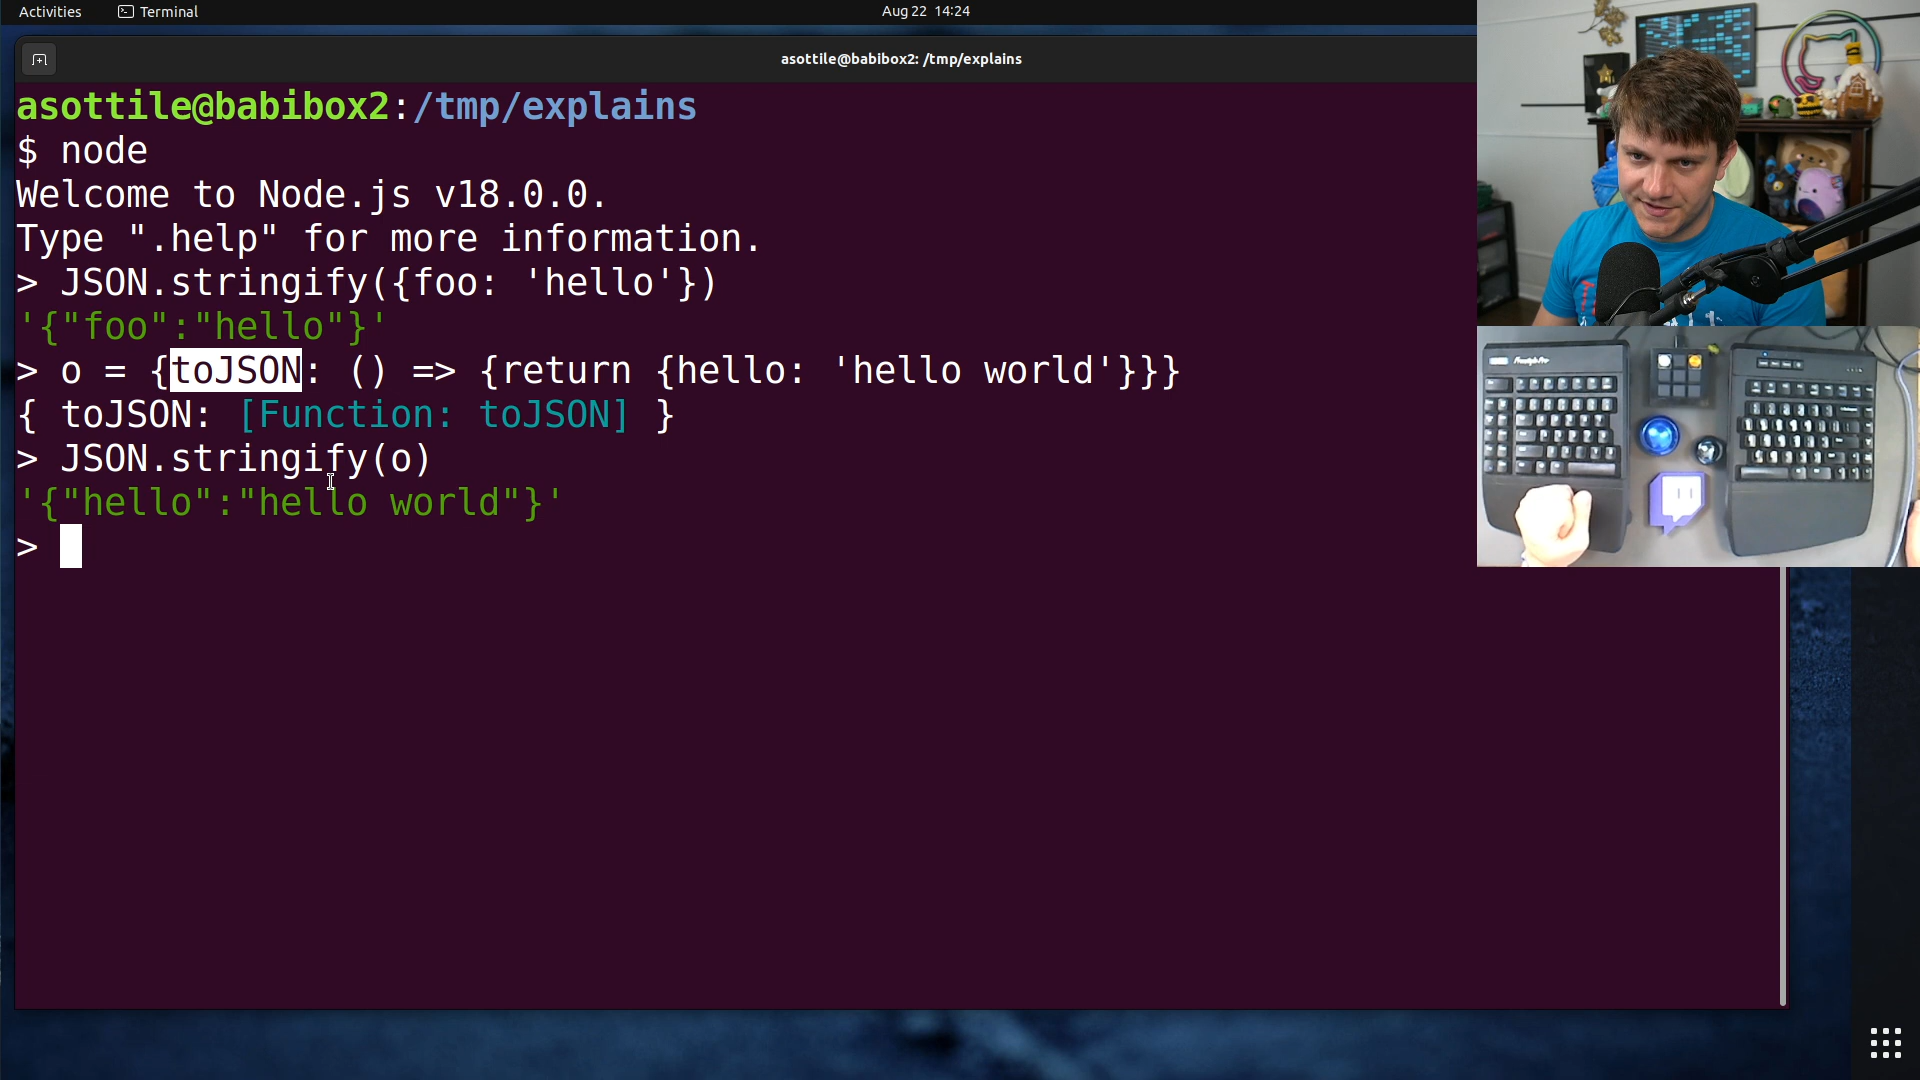 Activities
Terminal
Aug 22 14:24
asottile@babibox2: /tmp/explains
asottile@babibox2:/tmp/explains
$ node
Welcome to Node.js v18.0.0.
Type ".help" for more information.
> JSON.stringify({foo: 'hello'})
'{"foo":"hello"}'
> o = {toJSON: () => {return {hello: 'hello world'}}}
{ toJSON: [Function: toJSON] }
> JSON.stringify(o)
'{"hello":"hello world"}'
>